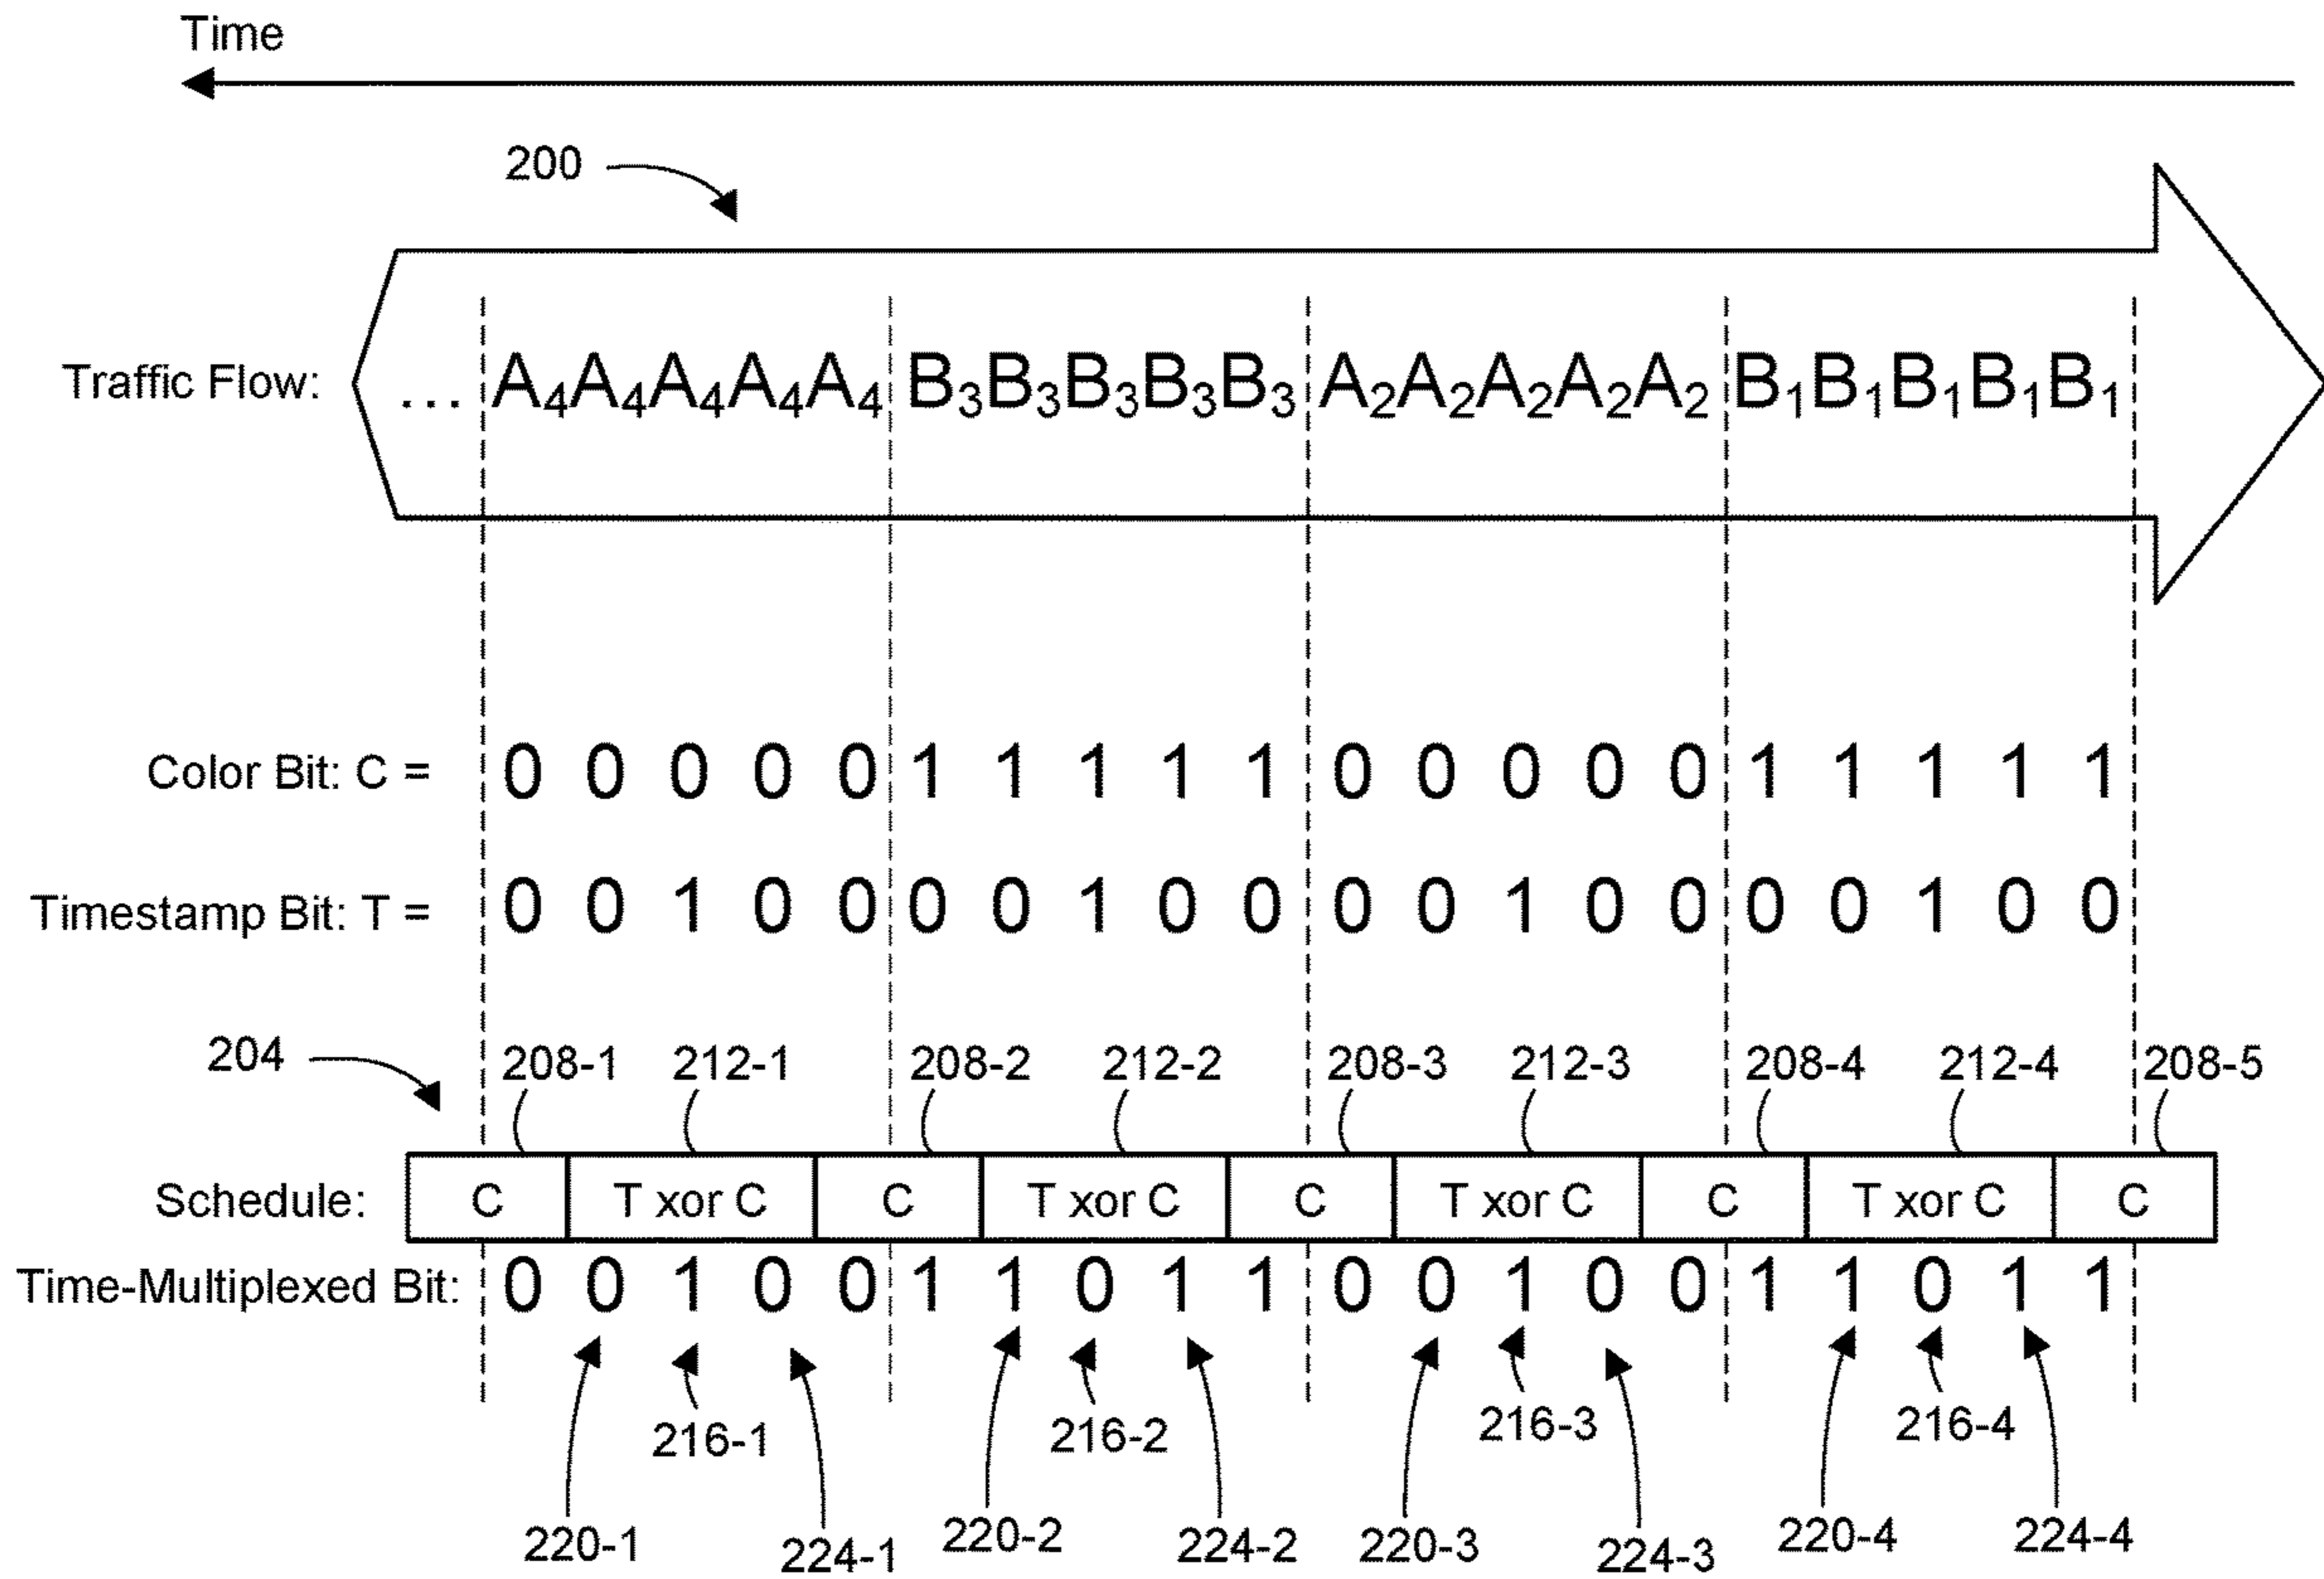 Time
200
Traffic Flow: ... A4A4A4A4A4 B3B3B3B3B3 A2A2A2A2A2 B1B1B1B1B1
Color Bit: C = 0 0 0 0 0 1 1 1 1 1 0 0 0 0 0 1 1 1 1 1
Timestamp Bit: T = 0 0 1 0 0 0 0 1 0 0 0 0 1 0 0 0 0 1 0 0
204 208-1 212-1 208-2 212-2 208-3 212-3 208-4 212-4 208-5
Schedule: C T xor C C T xor C C T xor C C T xor C C
Time-Multiplexed Bit: 0 0 1 0 0 1 1 0 1 1 0 0 1 0 0 1 1 0 1 1
216-1 216-2 216-3 216-4
220-1 224-1 220-2 224-2 220-3 224-3 220-4 224-4